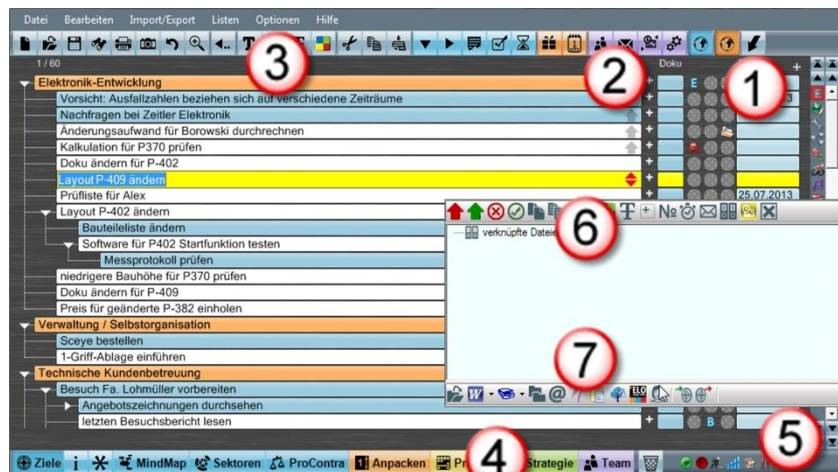 Datei Bearbeiten Import/Export Listen Optionen Hilfe
3
2
1
1 / 60 Doku +
Elektronik-Entwicklung + E
Vorsicht: Ausfallzahlen beziehen sich auf verschiedene Zeiträume
Nachfragen bei Zeitler Elektronik +
Änderungsaufwand für Borowski durchrechnen +
Kalkulation für P370 prüfen +
Doku ändern für P-402 +
Layout P-409 ändern +
Prüfliste für Alex + 25.07.2013
Layout P-402 ändern
6
Bauteileliste ändern
verknüpfte Dateie
Software für P402 Startfunktion testen
Messprotokoll prüfen
niedrigere Bauhöhe für P370 prüfen
Doku ändern für P-409
Preis für geänderte P-382 einholen
Verwaltung / Selbstorganisation
Sceye bestellen
7
1-Griff-Ablage einführen
Technische Kundenbetreuung
Besuch Fa. Lohmüller vorbereiten
W @ ELO
Angebotszeichnungen durchsehen
letzten Besuchsbericht lesen + B
5
4
Ziele i MindMap Sektoren ProContra Anpacken Strategie Team